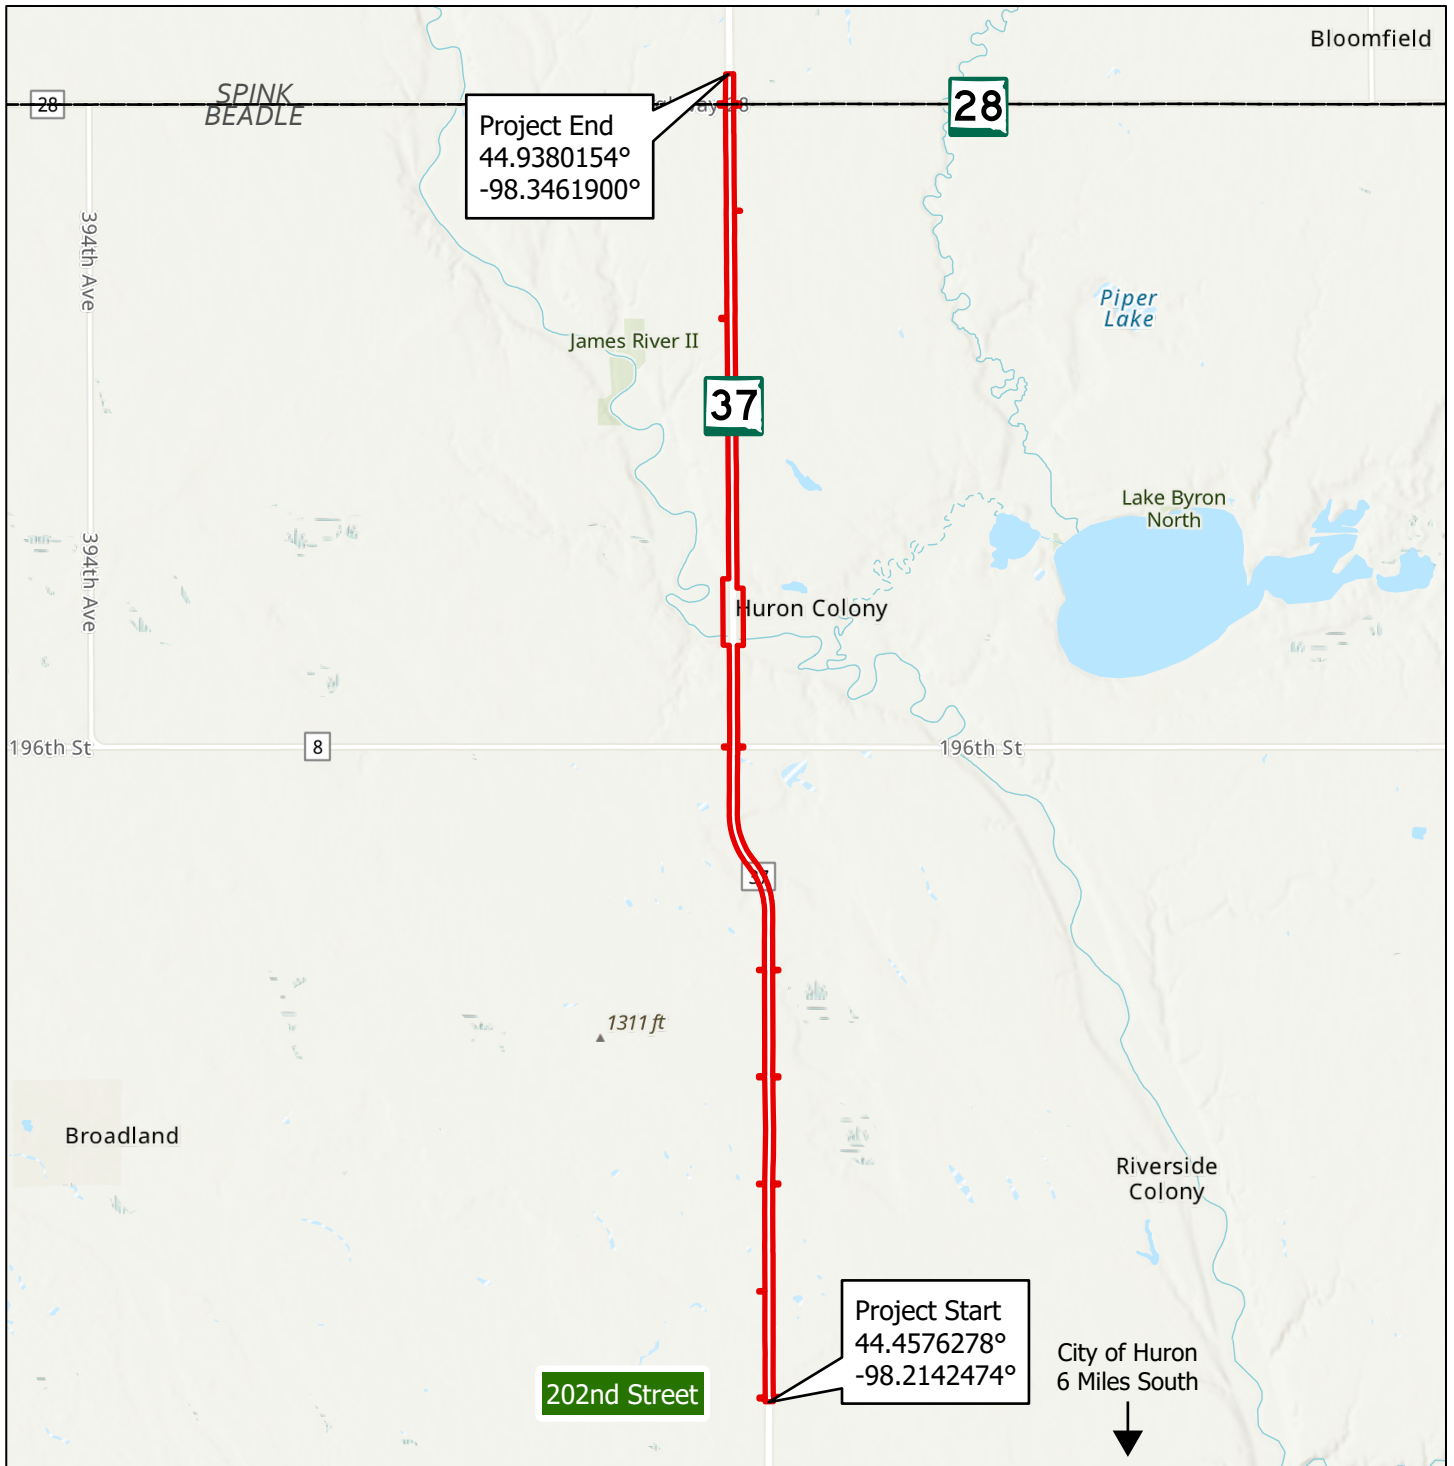 Bloomfield
28
SPINK
BEADLE
28
Project End
44.9380154°
-98.3461900°
394th Ave
Piper
Lake
James River II
37
Lake Byron
North
394th Ave
Huron Colony
196th St
8
196th St
37
1311 ft
Broadland
Riverside
Colony
Project Start
44.4576278°
-98.2142474°
City of Huron
6 Miles South
202nd Street